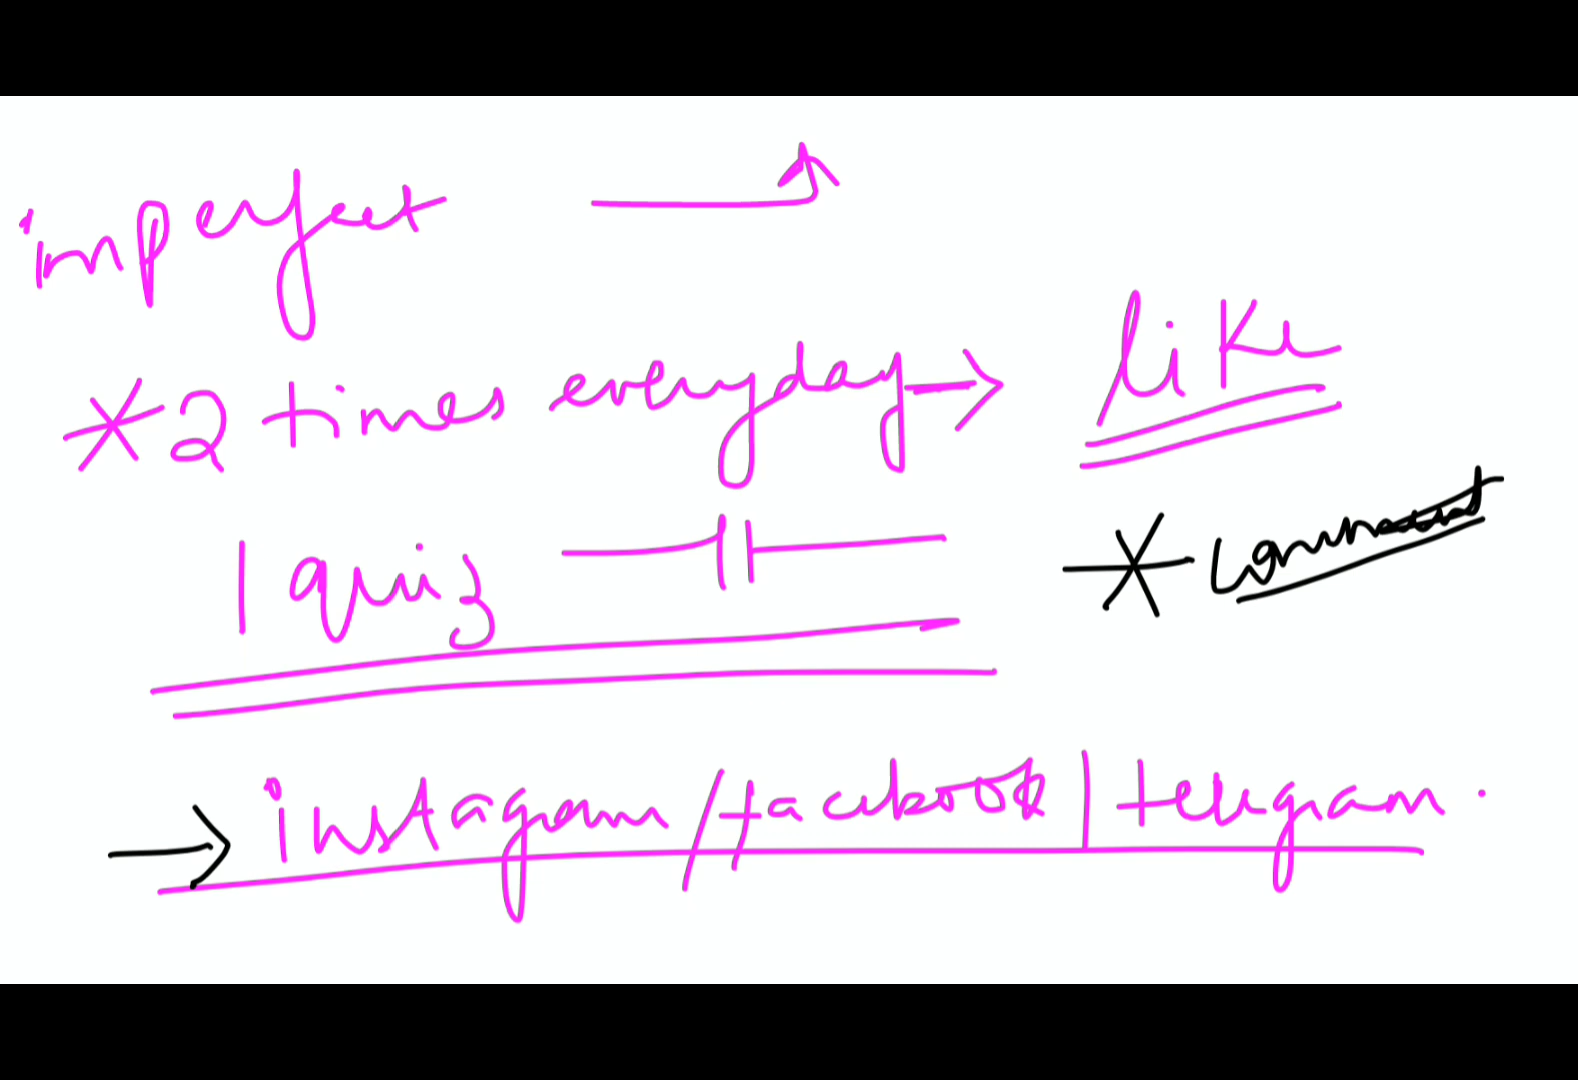 imperfect
*2 times everyday → like
1 quiz —||— * comment
→ instagram/facebook|telegram.